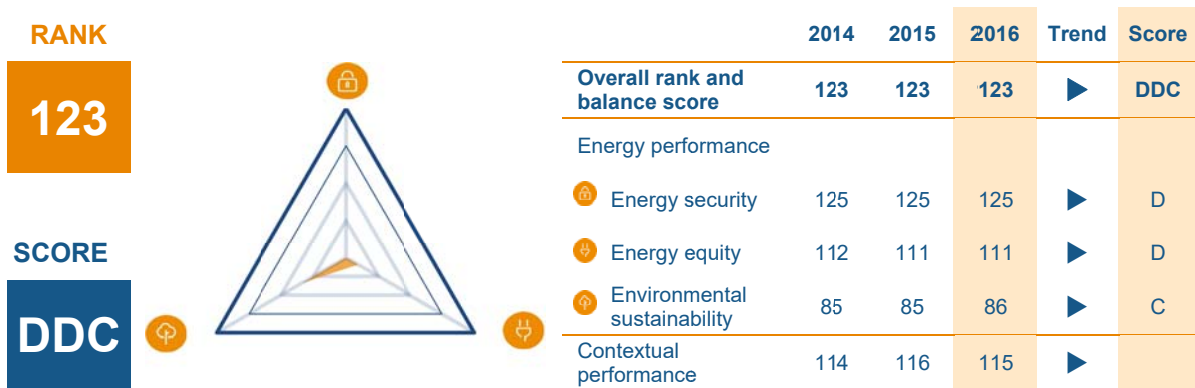 RANK
123
SCORE
DDC
2014 2015 2016 Trend Score
Overall rank and
balance score 123 123 123 DDC
Energy performance
Energy security 125 125 125 D
Energy equity 112 111 111 D
Environmental
sustainability 85 85 86 C
Contextual
performance 114 116 115